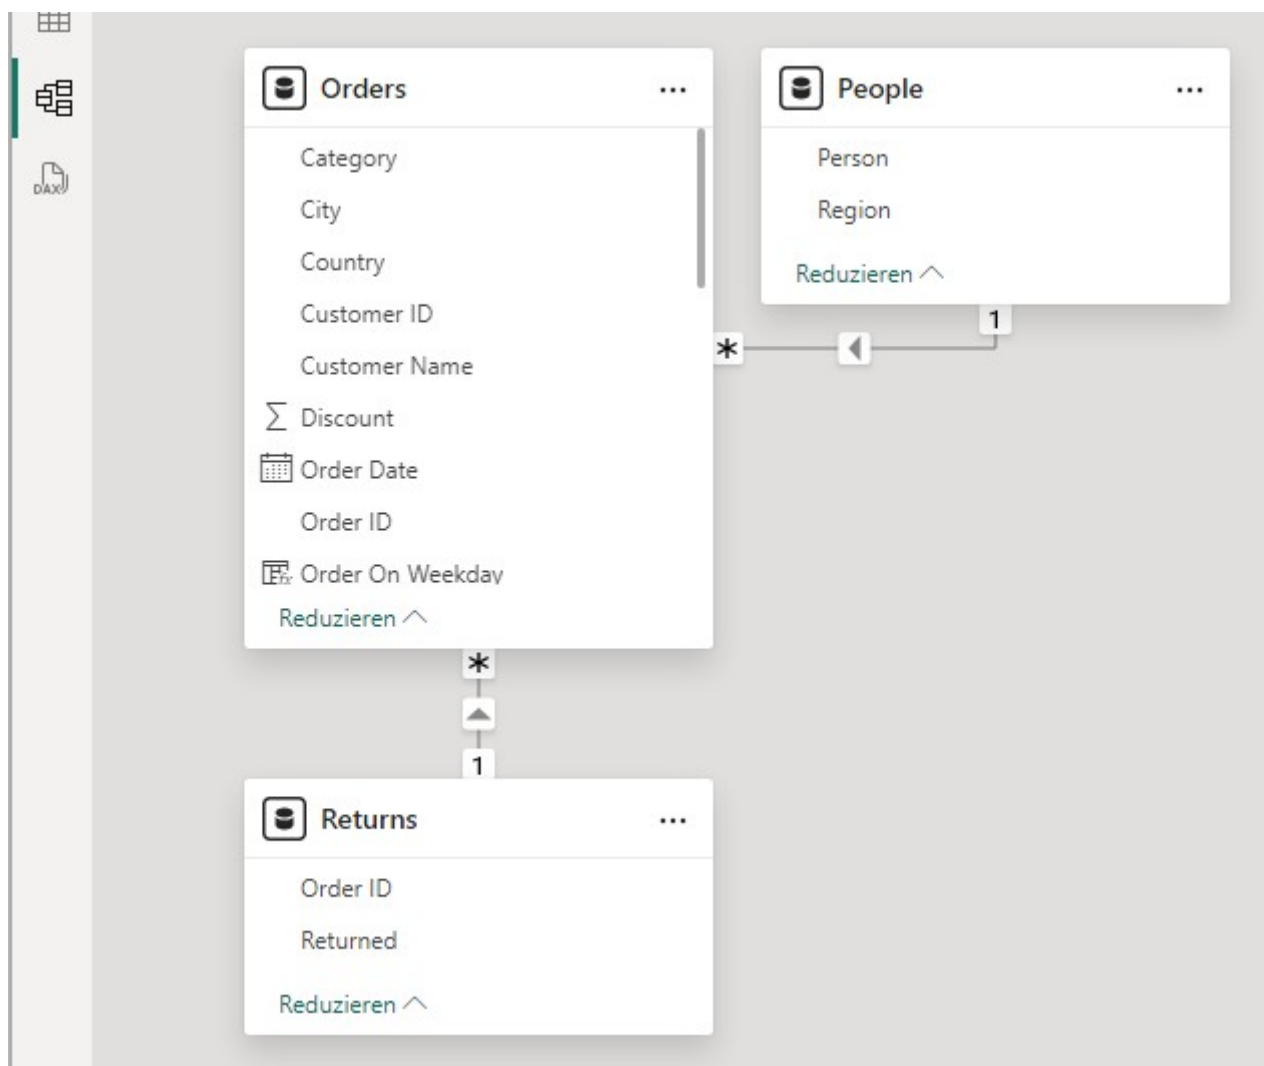 DAX
Orders
Category
City
Country
Customer ID
Customer Name
Discount
Order Date
Order ID
Order On Weekday
Reduzieren
People
Person
Region
Reduzieren
1
*
*
1
Returns
Order ID
Returned
Reduzieren